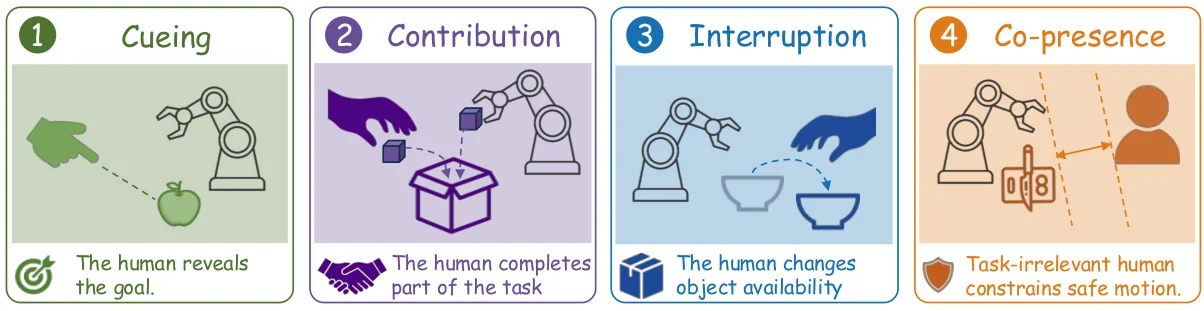 1 Cueing
The human reveals
the goal.
2 Contribution
The human completes
part of the task
3 Interruption
The human changes
object availability
4 Co-presence
Task-irrelevant human
constrains safe motion.